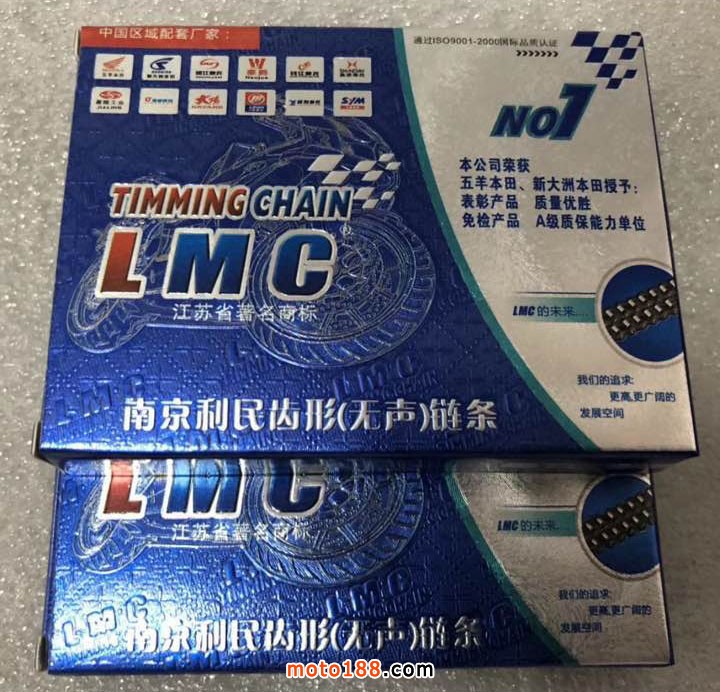 中国区域配套厂家：
通过ISO9001-2000国际品质认证
SYM
NO1
本公司荣获
五羊本田、新大洲本田授予：
表彰产品 质量优胜
免检产品 A级质保能力单位
TIMMING CHAIN
LMC®
江苏省著名商标
LMC的未来....
我们的追求：
更高，更广阔的
发展空间
南京利民齿形(无声)链条
LMC
江苏省著名商标
LMC的未来..
我们的追求：
更高，更广阔的
发展空间
LMC
南京利民齿形(无声)链条
moto188.com